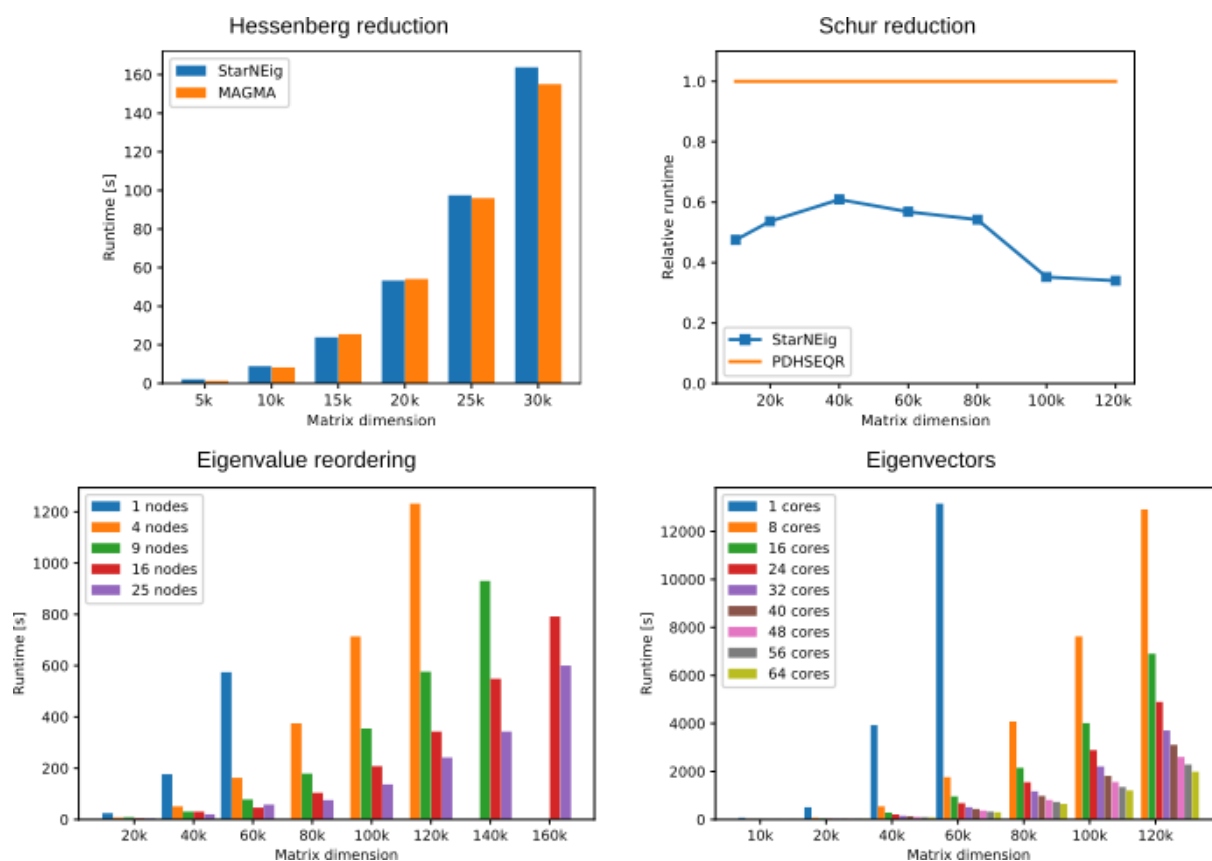 Hessenberg reduction
Runtime [s]
160
140
120
100
80
60
40
20
0
StarNEig
MAGMA
5k 10k 15k 20k 25k 30k
Matrix dimension
Schur reduction
Relative runtime
1.0
0.8
0.6
0.4
0.2
0.0
StarNEig
PDHSEQR
20k 40k 60k 80k 100k 120k
Matrix dimension
Eigenvalue reordering
Runtime [s]
1200
1000
800
600
400
200
0
1 nodes
4 nodes
9 nodes
16 nodes
25 nodes
20k 40k 60k 80k 100k 120k 140k 160k
Matrix dimension
Eigenvectors
Runtime [s]
12000
10000
8000
6000
4000
2000
0
1 cores
8 cores
16 cores
24 cores
32 cores
40 cores
48 cores
56 cores
64 cores
10k 20k 40k 60k 80k 100k 120k
Matrix dimension